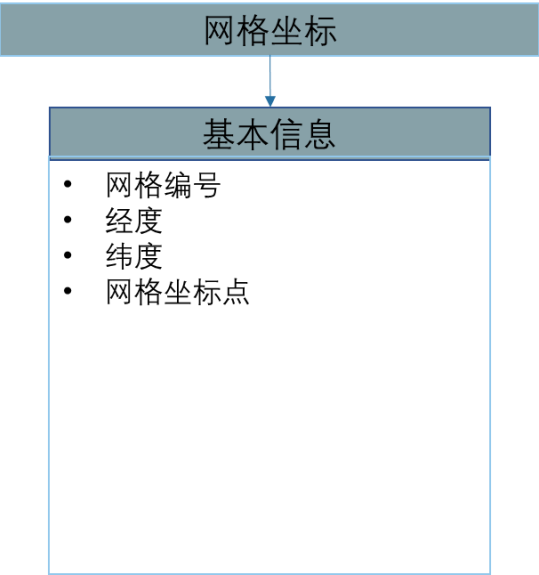 网格坐标
基本信息
• 网格编号
• 经度
• 纬度
• 网格坐标点